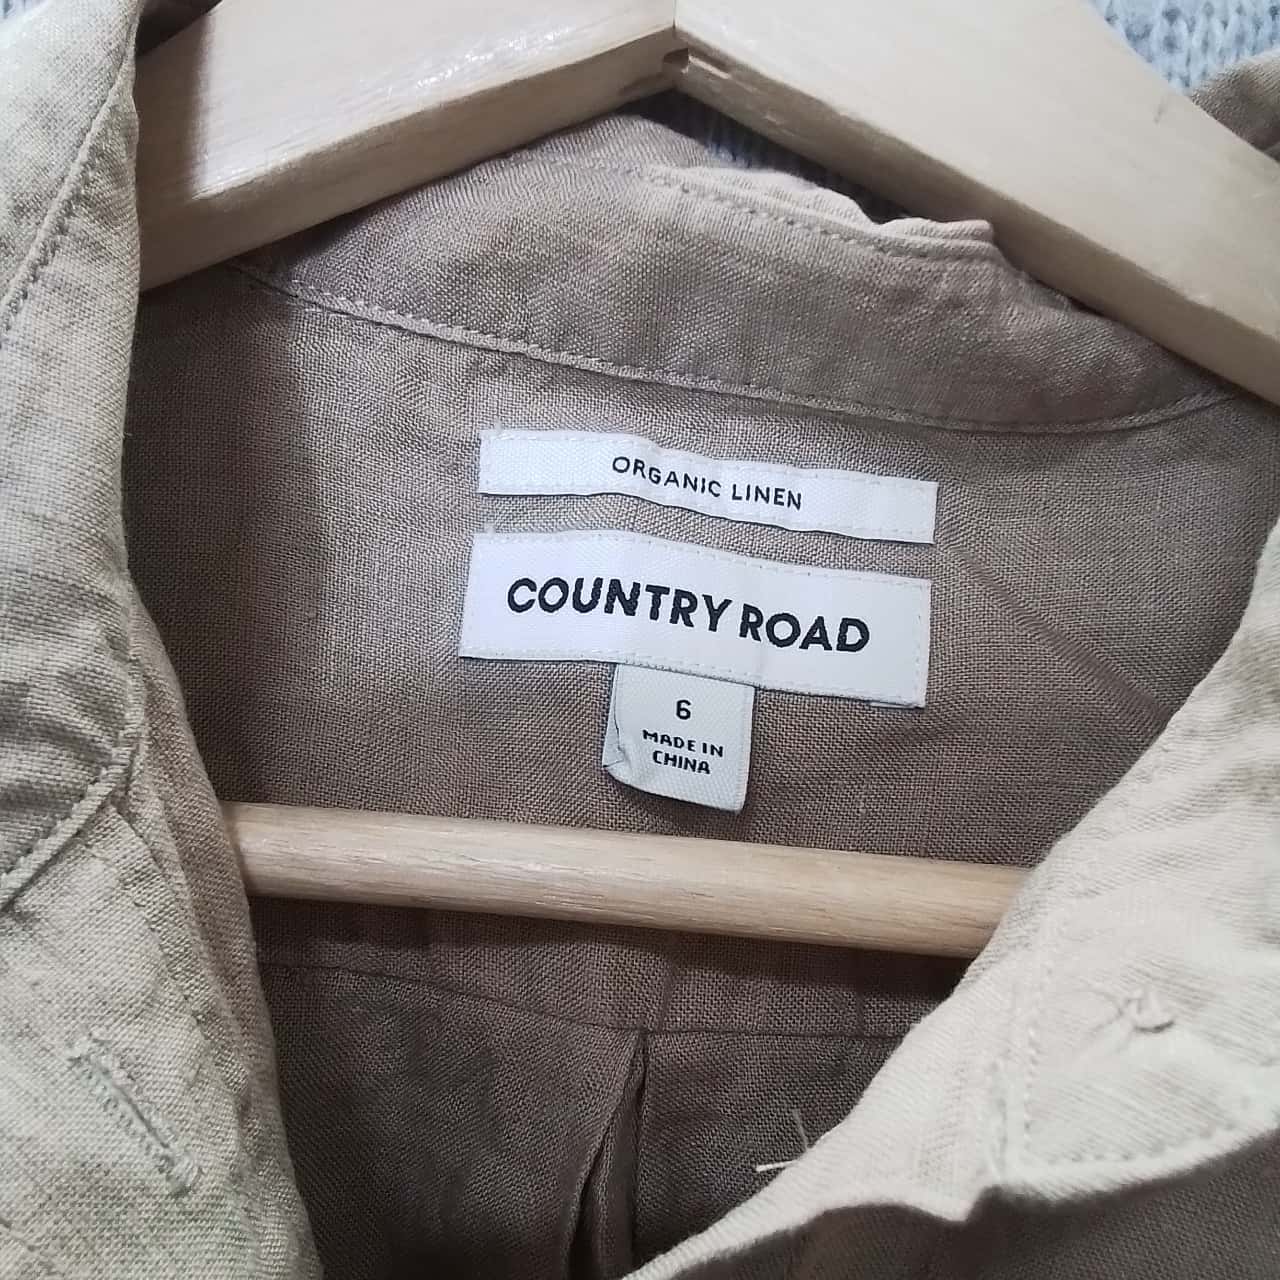 ORGANIC LINEN
COUNTRY ROAD
6
MADE IN
CHINA